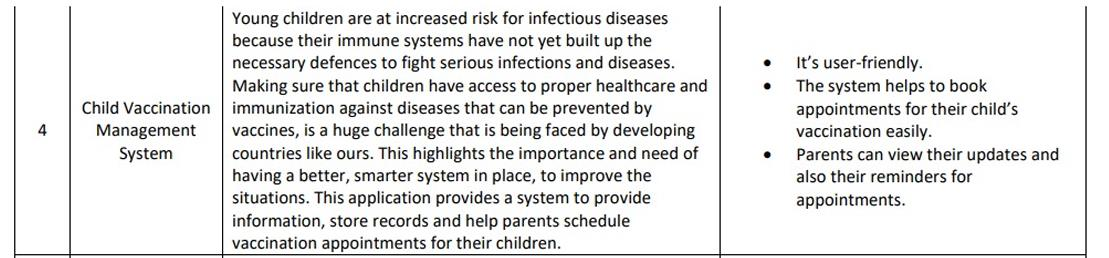 4
Child Vaccination
Management
System
Young children are at increased risk for infectious diseases
because their immune systems have not yet built up the
necessary defences to fight serious infections and diseases.
Making sure that children have access to proper healthcare and
immunization against diseases that can be prevented by
vaccines, is a huge challenge that is being faced by developing
countries like ours. This highlights the importance and need of
having a better, smarter system in place, to improve the
situations. This application provides a system to provide
information, store records and help parents schedule
vaccination appointments for their children.
• It’s user-friendly.
• The system helps to book
appointments for their child’s
vaccination easily.
• Parents can view their updates and
also their reminders for
appointments.